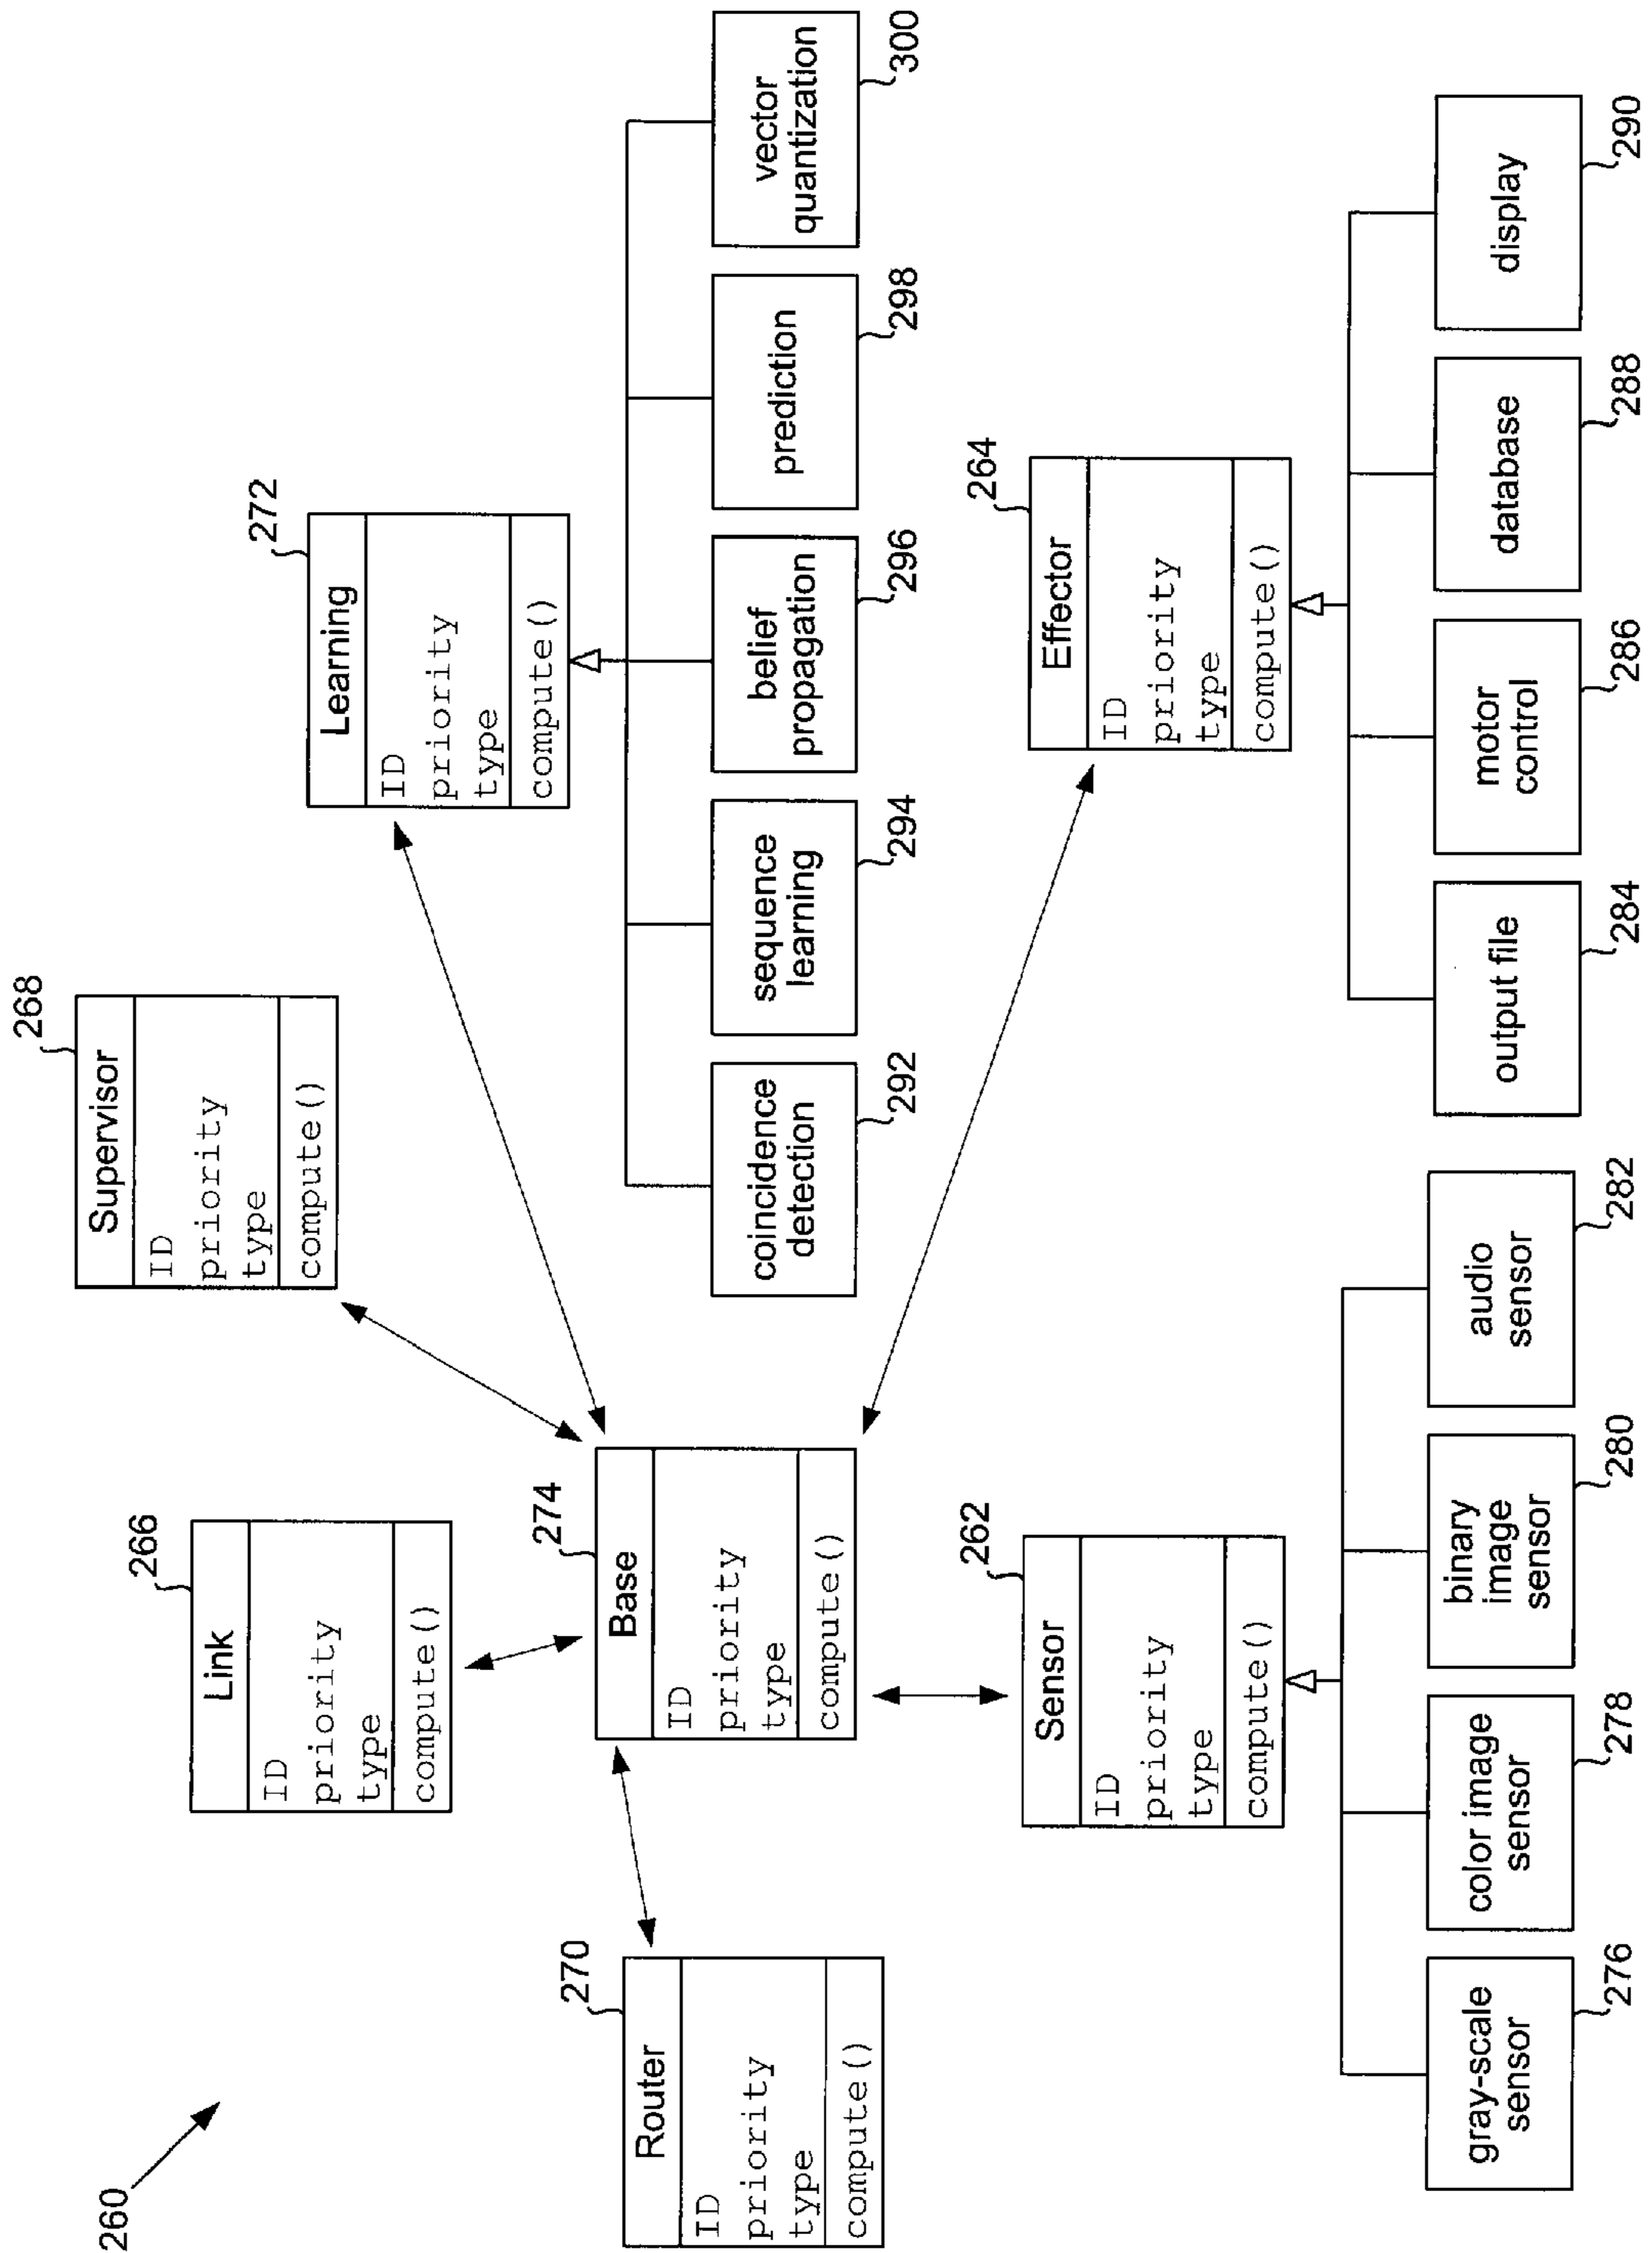 260
268
Supervisor
ID
priority
type
compute()
266
Link
ID
priority
type
compute()
272
Learning
ID
priority
type
compute()
270
Router
ID
priority
type
compute()
274
Base
ID
priority
type
compute()
coincidence
detection
292
sequence
learning
294
belief
propagation
296
prediction
298
vector
quantization
300
262
Sensor
ID
priority
type
compute()
264
Effector
ID
priority
type
compute()
gray-scale
sensor
276
color image
sensor
278
binary
image
sensor
280
audio
sensor
282
output file
284
motor
control
286
database
288
display
290